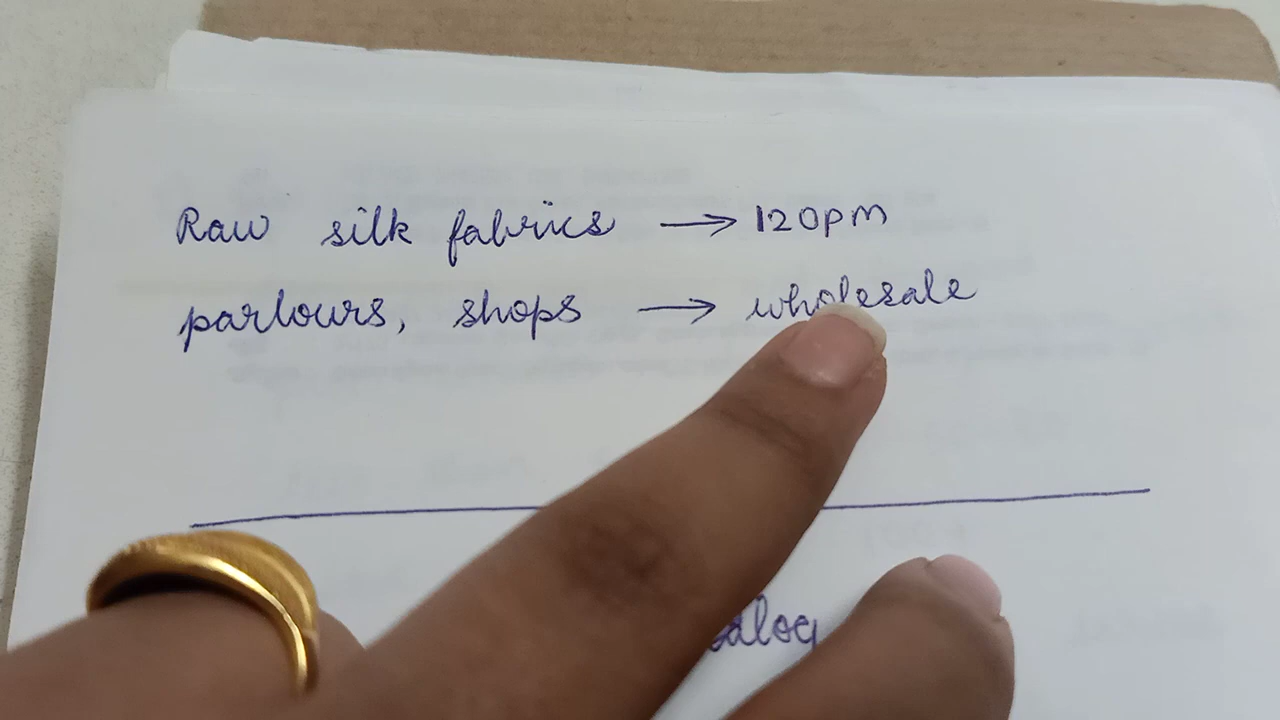 Raw silk fabrics → 120pm
parlours, shops → wholesale